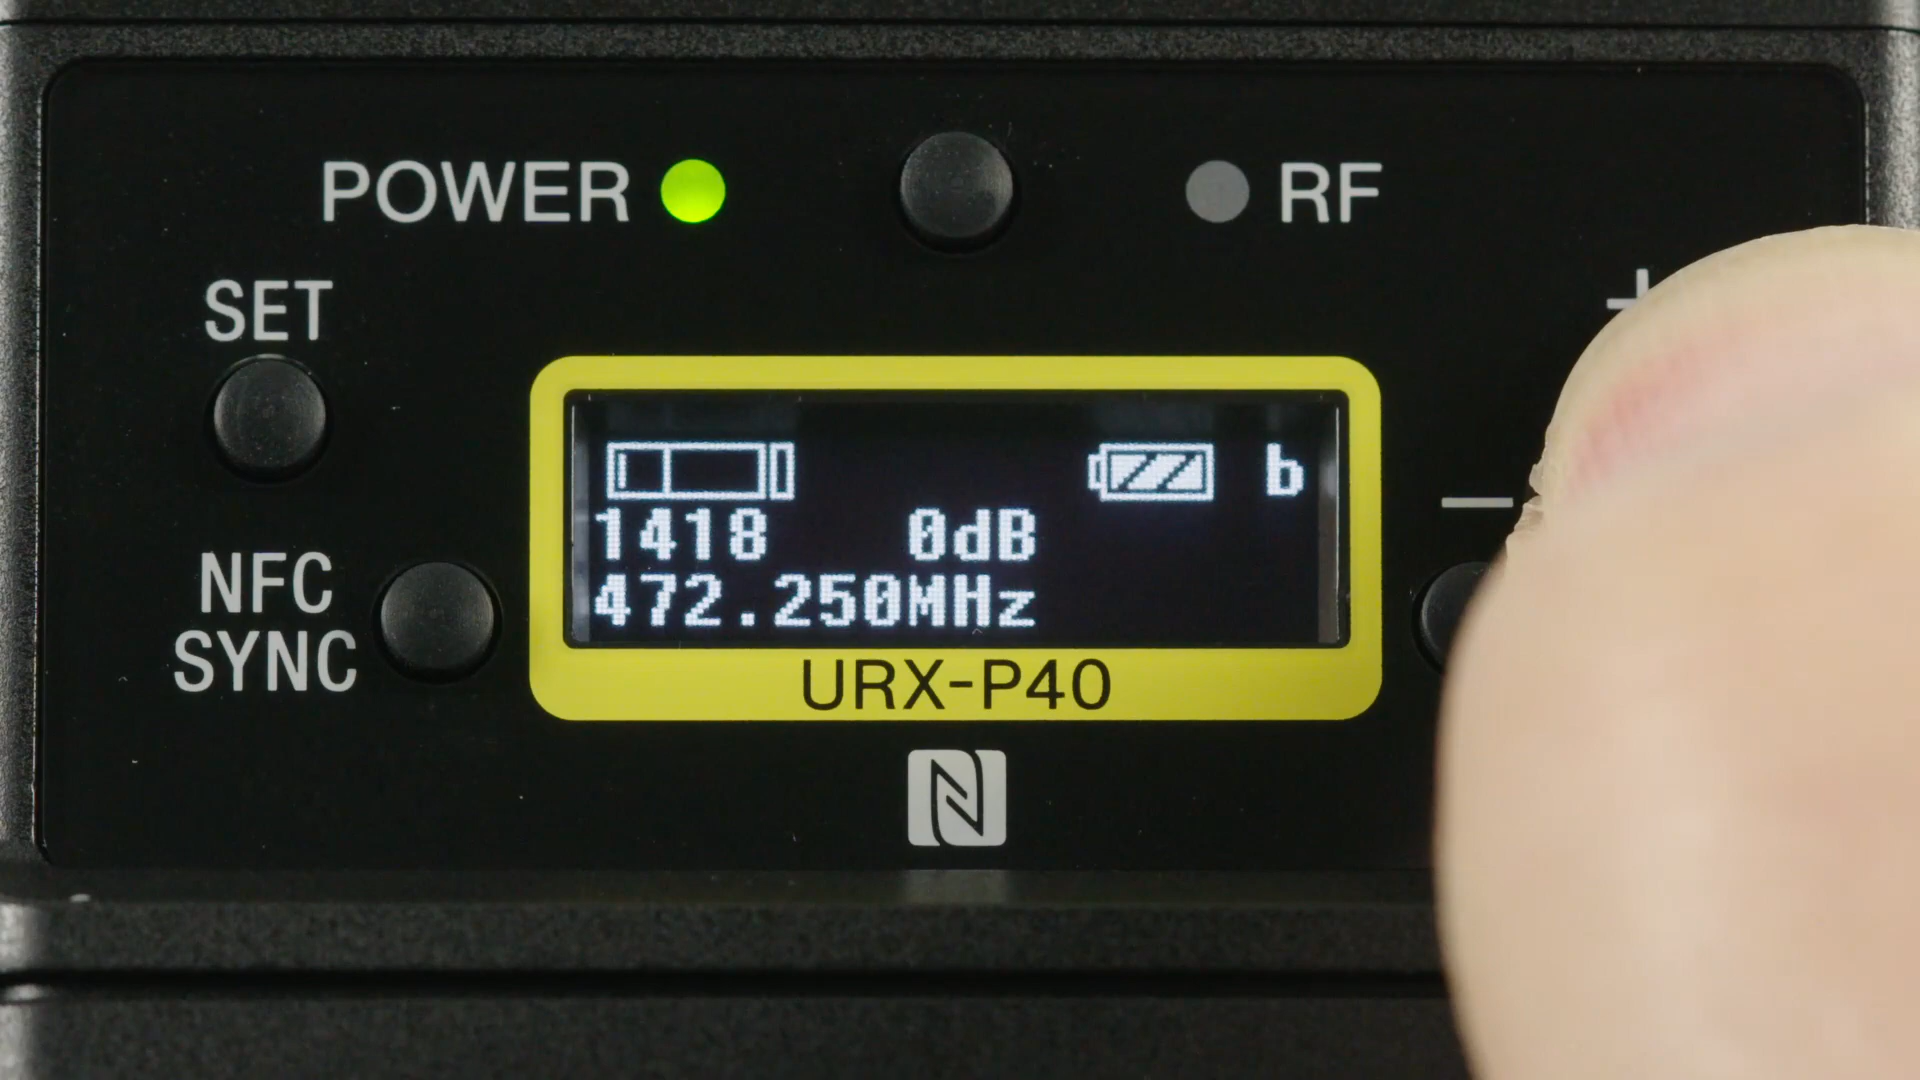 POWER
RF
SET
+
−
b
1418 0dB
472.250MHz
NFC
SYNC
URX-P40